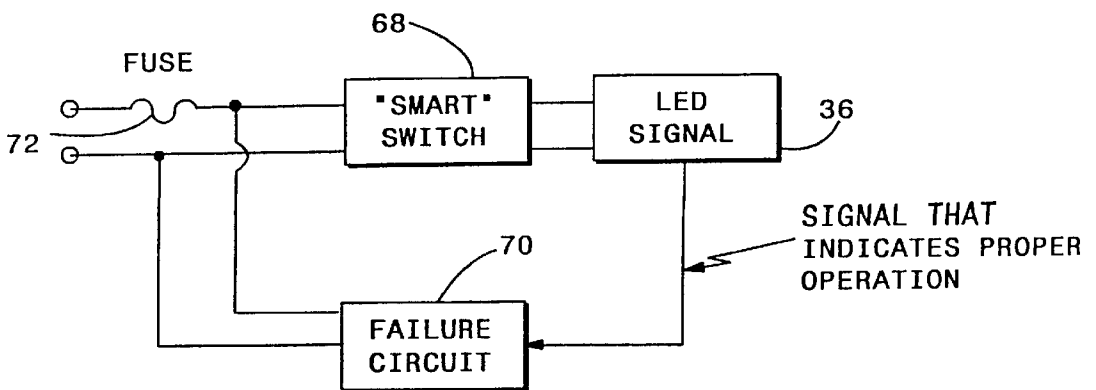 68
FUSE
"SMART"
SWITCH
LED
SIGNAL
36
72
SIGNAL THAT
INDICATES PROPER
OPERATION
70
FAILURE
CIRCUIT